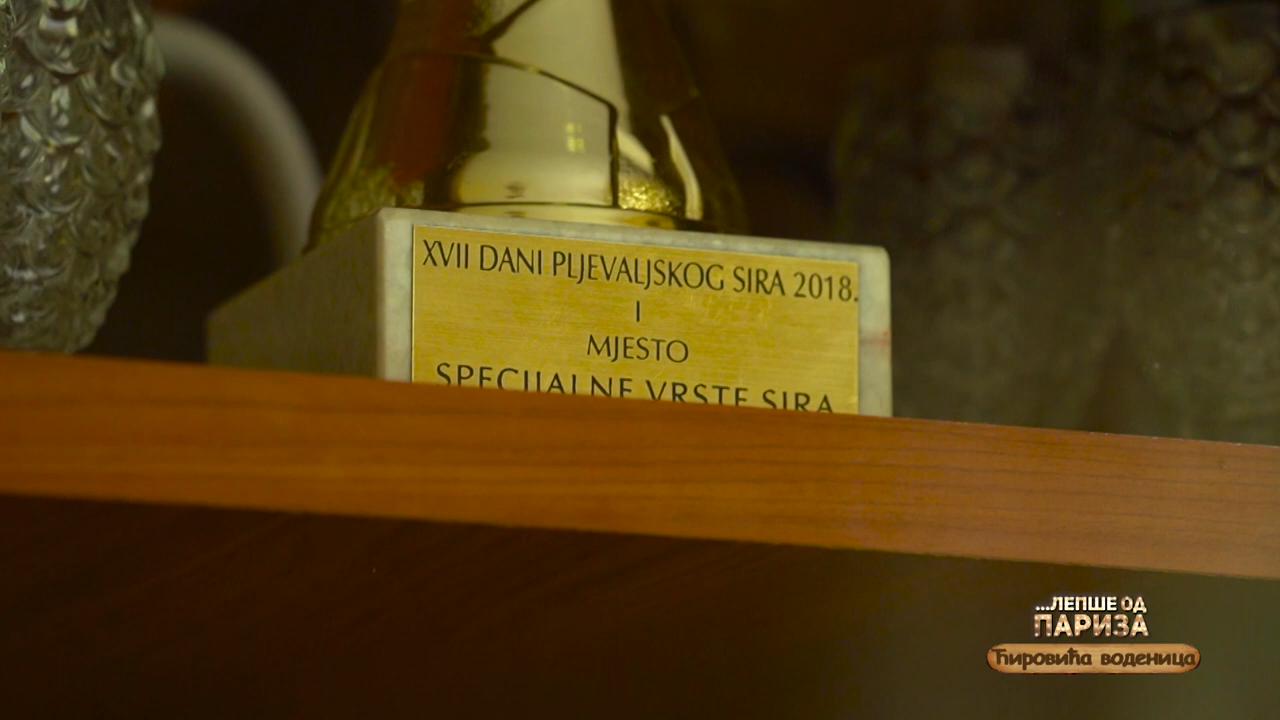 XVII DANI PLJEVALJSKOG SIRA 2018.
I
MJESTO
SPECIJALNE VRSTE SIRA
...ЛЕПШЕ ОД
ПАРИЗА
Ћировића воденица